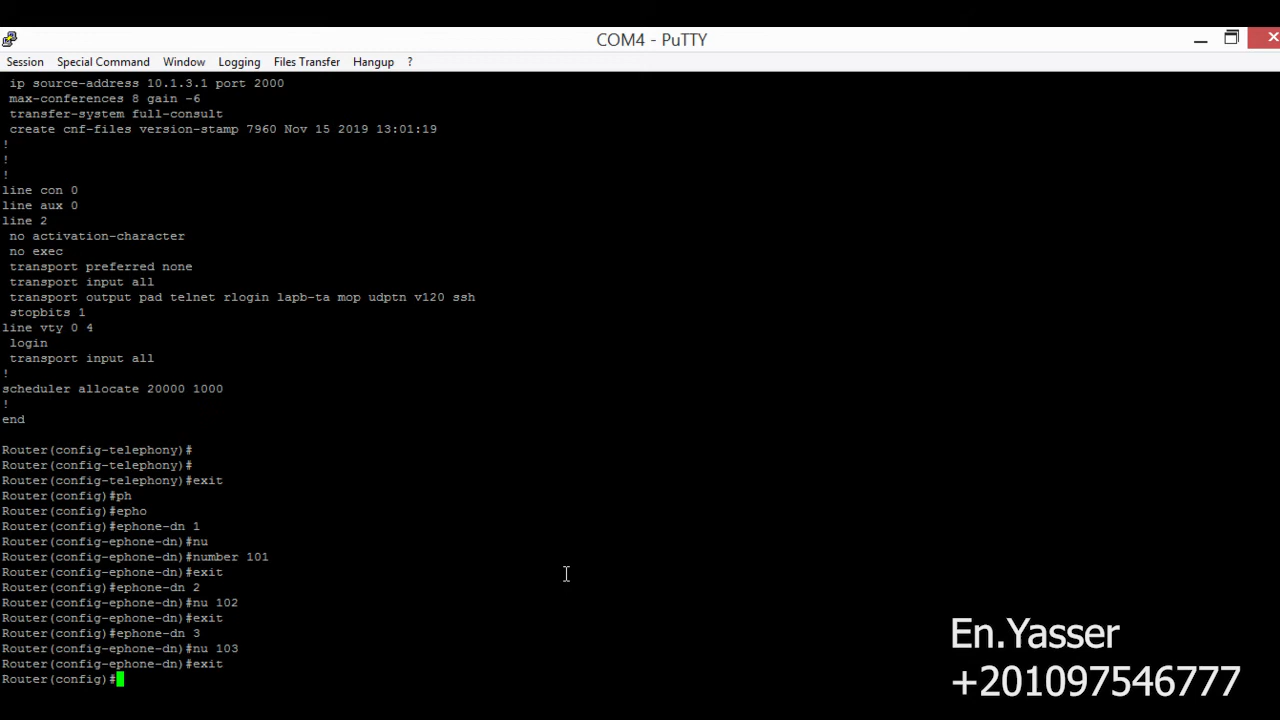 COM4 - PuTTY
Session Special Command Window Logging Files Transfer Hangup ?
ip source-address 10.1.3.1 port 2000
max-conferences 8 gain -6
transfer-system full-consult
create cnf-files version-stamp 7960 Nov 15 2019 13:01:19
!
!
!
line con 0
line aux 0
line 2
no activation-character
no exec
transport preferred none
transport input all
transport output pad telnet rlogin lapb-ta mop udptn v120 ssh
stopbits 1
line vty 0 4
login
transport input all
!
scheduler allocate 20000 1000
!
end
Router(config-telephony)#
Router(config-telephony)#
Router(config-telephony)#exit
Router(config)#ph
Router(config)#epho
Router(config)#ephone-dn 1
Router(config-ephone-dn)#nu
Router(config-ephone-dn)#number 101
Router(config-ephone-dn)#exit
Router(config)#ephone-dn 2
Router(config-ephone-dn)#nu 102
Router(config-ephone-dn)#exit
Router(config)#ephone-dn 3
Router(config-ephone-dn)#nu 103
Router(config-ephone-dn)#exit
Router(config)#
En.Yasser
+201097546777